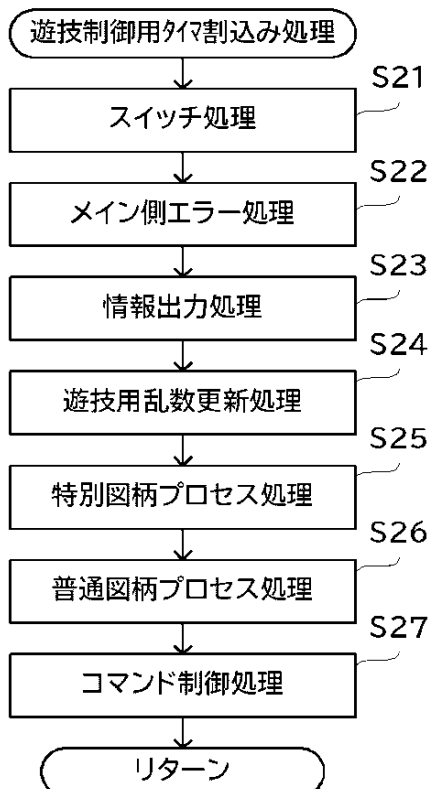 遊技制御用ﾀｲﾏ割込み処理
S21
スイッチ処理
S22
メイン側エラー処理
S23
情報出力処理
S24
遊技用乱数更新処理
S25
特別図柄プロセス処理
S26
普通図柄プロセス処理
S27
コマンド制御処理
リターン